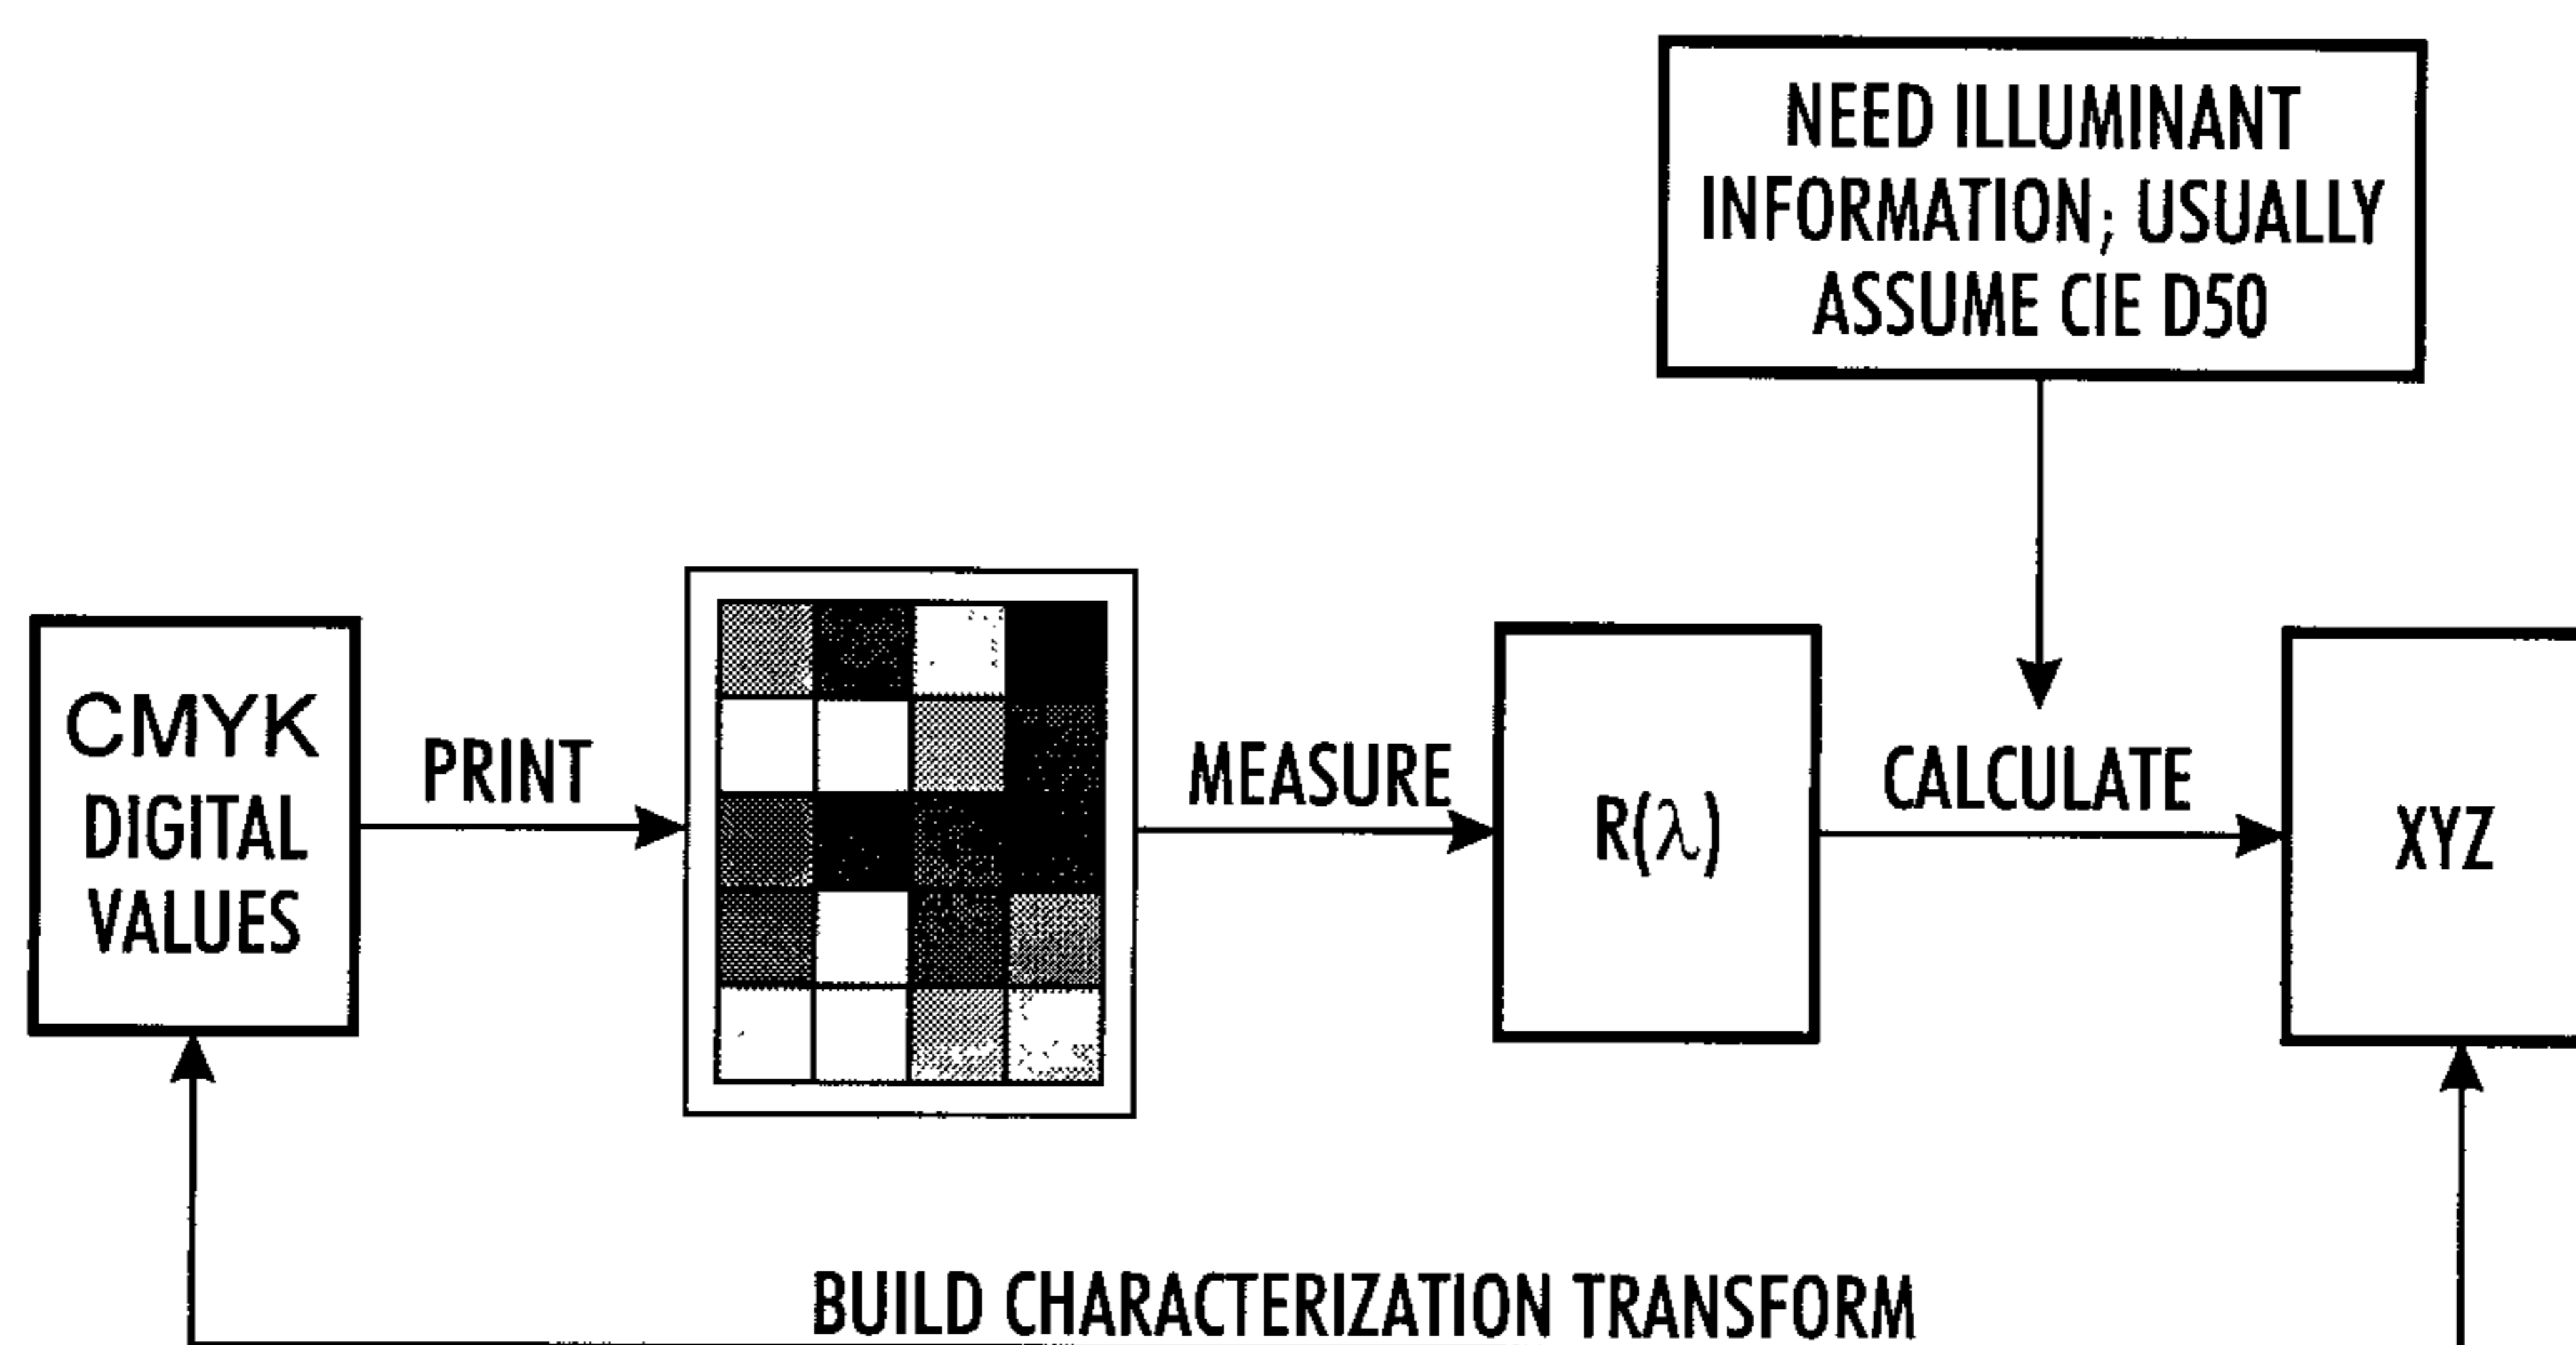 NEED ILLUMINANT
INFORMATION; USUALLY
ASSUME CIE D50
CMYK
DIGITAL
VALUES
PRINT
MEASURE
R(λ)
CALCULATE
XYZ
BUILD CHARACTERIZATION TRANSFORM